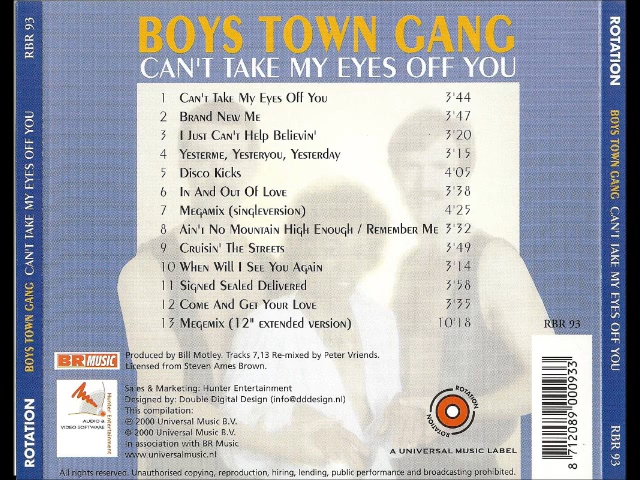 BOYS TOWN GANG
CAN'T TAKE MY EYES OFF YOU
1 Can't Take My Eyes Off You 3'44
2 Brand New Me 3'47
3 I Just Can't Help Believin' 3'20
4 Yesterme, Yesteryou, Yesterday 3'15
5 Disco Kicks 4'05
6 In And Out Of Love 3'38
7 Megamix (singleversion) 4'25
8 Ain't No Mountain High Enough / Remember Me 3'32
9 Cruisin' The Streets 3'49
10 When Will I See You Again 3'14
11 Signed Sealed Delivered 3'58
12 Come And Get Your Love 3'35
13 Megemix (12" extended version) 10'18
RBR 93
BR MUSIC
Produced by Bill Motley. Tracks 7,13 Re-mixed by Peter Vriends.
Licensed from Steven Ames Brown.
Hunter Entertainment
AUDIO &
VIDEO SOFTWARE
Sales & Marketing: Hunter Entertainment
Designed by: Double Digital Design (info@dddesign.nl)
This compilation:
℗ 2000 Universal Music B.V.
© 2000 Universal Music B.V.
In association with BR Music
www.universalmusic.nl
ROTATION
ROTATION
A UNIVERSAL MUSIC LABEL
8 712089 000933
All rights reserved. Unauthorised copying, reproduction, hiring, lending, public performance and broadcasting prohibited.
ROTATION BOYS TOWN GANG CAN'T TAKE MY EYES OFF YOU RBR 93
ROTATION BOYS TOWN GANG CAN'T TAKE MY EYES OFF YOU RBR 93